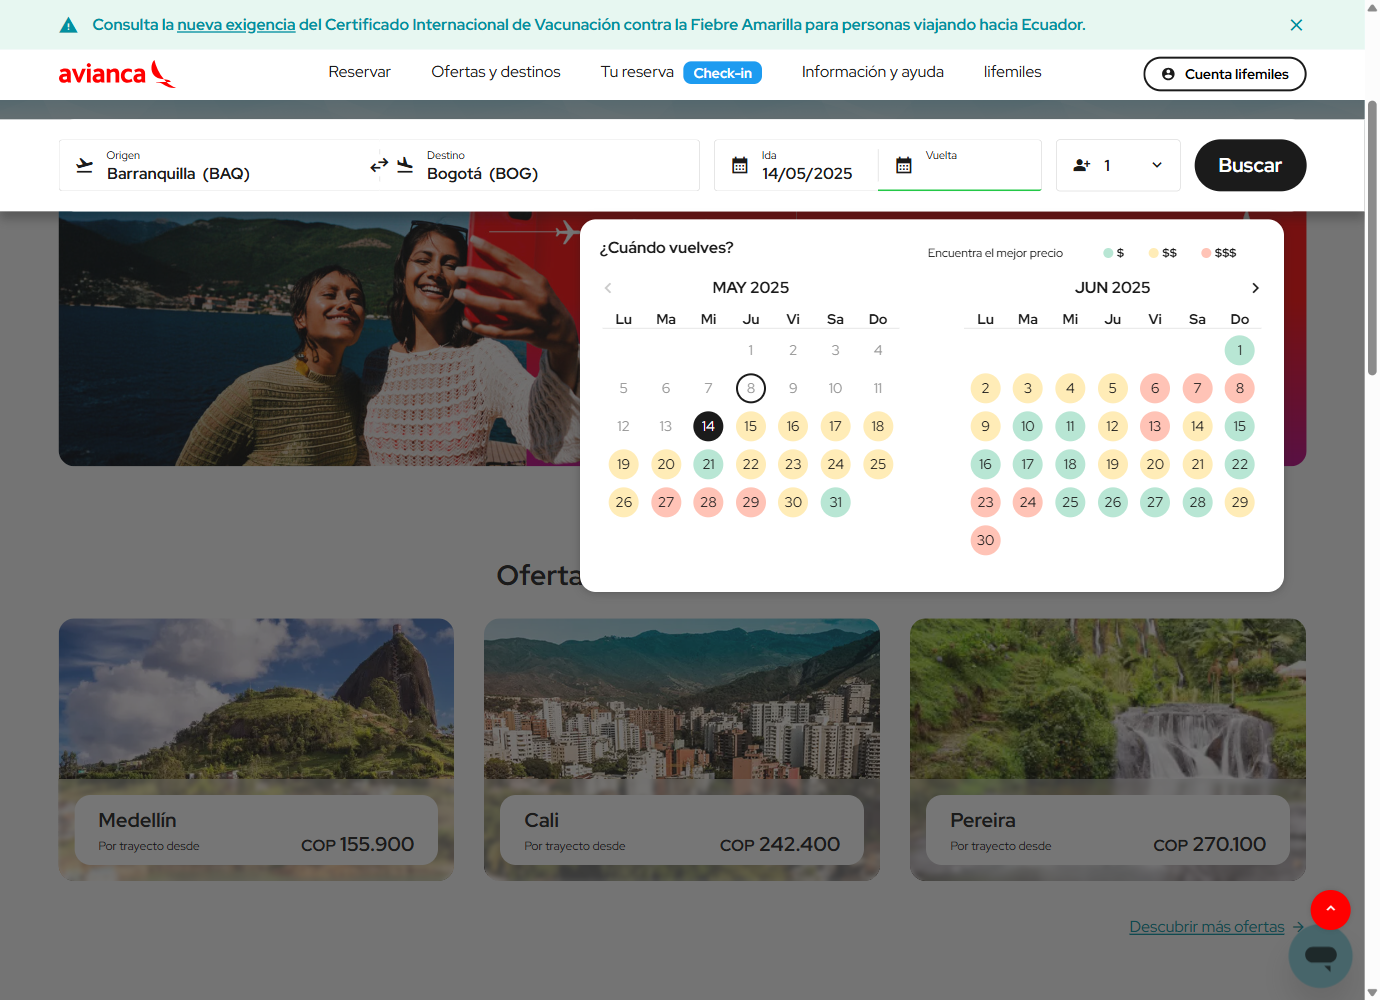 Consulta la nueva exigencia del Certificado Internacional de Vacunación contra la Fiebre Amarilla para personas viajando hacia Ecuador.
avianca
Reservar
Ofertas y destinos
Tu reserva
Check-in
Información y ayuda
lifemiles
Cuenta lifemiles
Origen
Barranquilla (BAQ)
Destino
Bogotá (BOG)
Ida
14/05/2025
Vuelta
1
Buscar
¿Cuándo vuelves?
Encuentra el mejor precio
$
$$
$$$
MAY 2025
Lu Ma Mi Ju Vi Sa Do
1 2 3 4
5 6 7 8 9 10 11
12 13 14 15 16 17 18
19 20 21 22 23 24 25
26 27 28 29 30 31
JUN 2025
Lu Ma Mi Ju Vi Sa Do
1
2 3 4 5 6 7 8
9 10 11 12 13 14 15
16 17 18 19 20 21 22
23 24 25 26 27 28 29
30
Oferta
Medellín
Por trayecto desde
COP 155.900
Cali
Por trayecto desde
COP 242.400
Pereira
Por trayecto desde
COP 270.100
Descubrir más ofertas